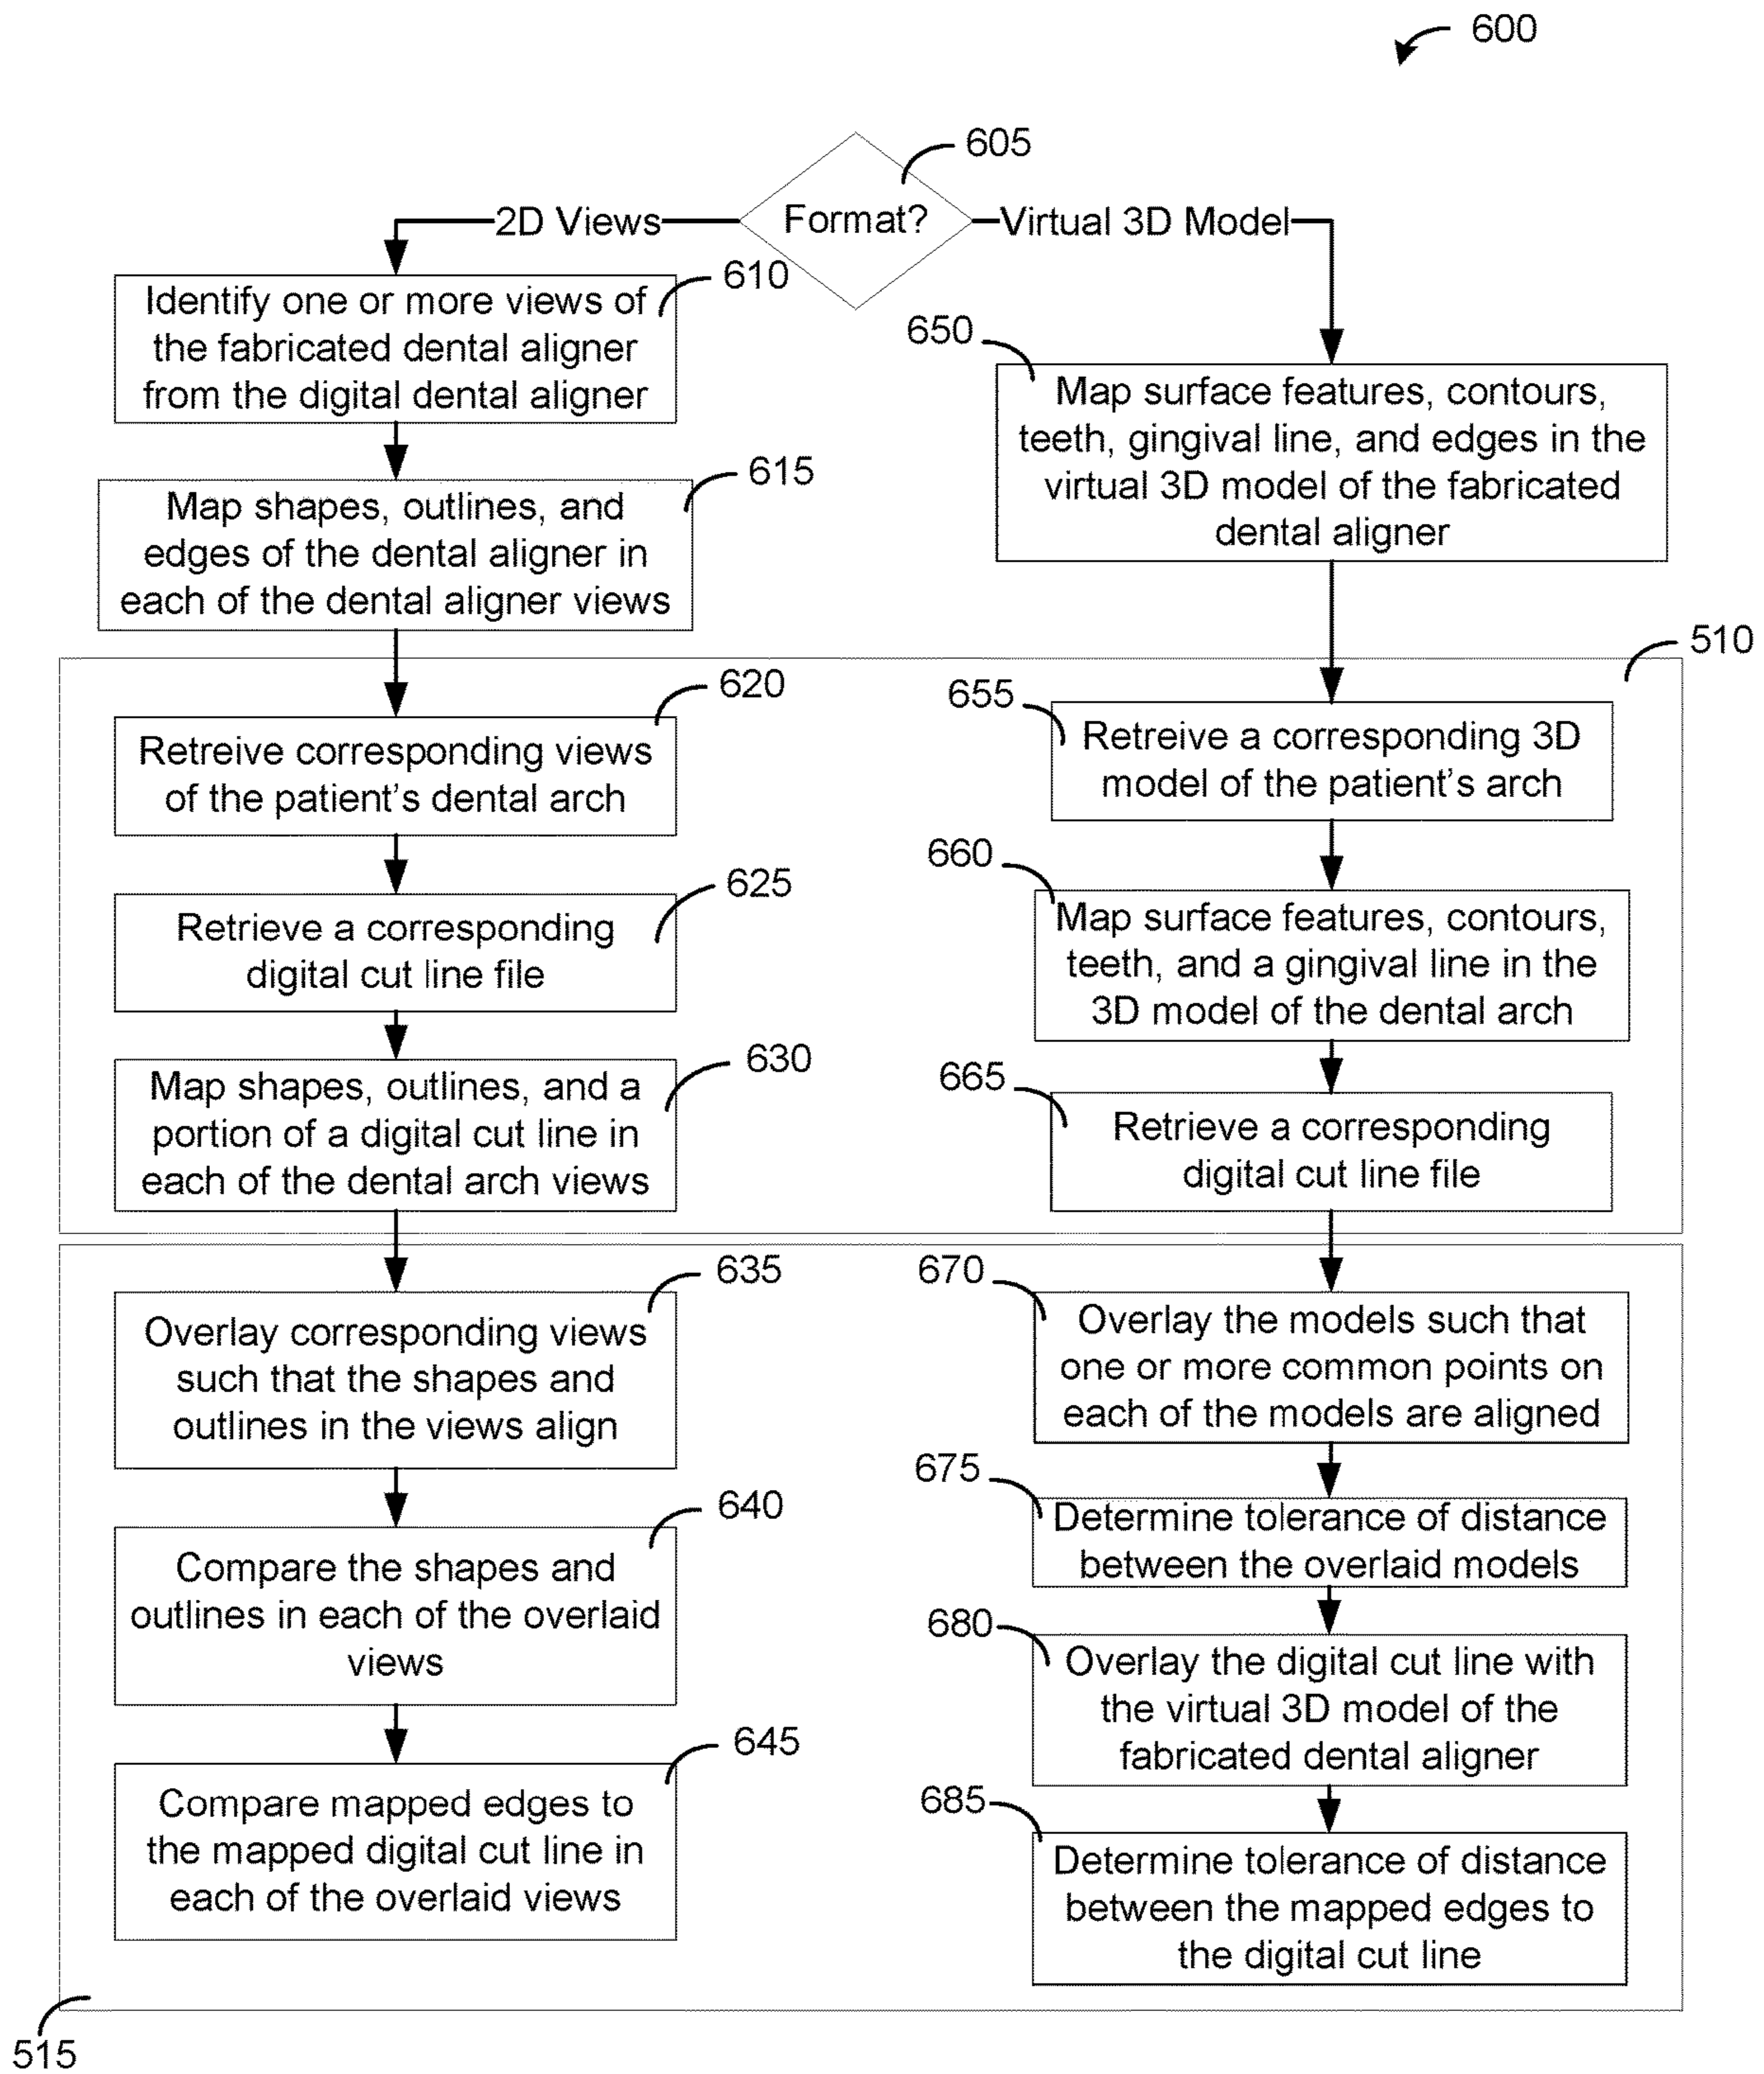 600
605
Format?
2D Views
Virtual 3D Model
610
Identify one or more views of
the fabricated dental aligner
from the digital dental aligner
615
Map shapes, outlines, and
edges of the dental aligner in
each of the dental aligner views
650
Map surface features, contours,
teeth, gingival line, and edges in the
virtual 3D model of the fabricated
dental aligner
510
620
Retreive corresponding views
of the patient's dental arch
625
Retrieve a corresponding
digital cut line file
630
Map shapes, outlines, and a
portion of a digital cut line in
each of the dental arch views
655
Retreive a corresponding 3D
model of the patient's arch
660
Map surface features, contours,
teeth, and a gingival line in the
3D model of the dental arch
665
Retrieve a corresponding
digital cut line file
635
Overlay corresponding views
such that the shapes and
outlines in the views align
640
Compare the shapes and
outlines in each of the overlaid
views
645
Compare mapped edges to
the mapped digital cut line in
each of the overlaid views
670
Overlay the models such that
one or more common points on
each of the models are aligned
675
Determine tolerance of distance
between the overlaid models
680
Overlay the digital cut line with
the virtual 3D model of the
fabricated dental aligner
685
Determine tolerance of distance
between the mapped edges to
the digital cut line
515